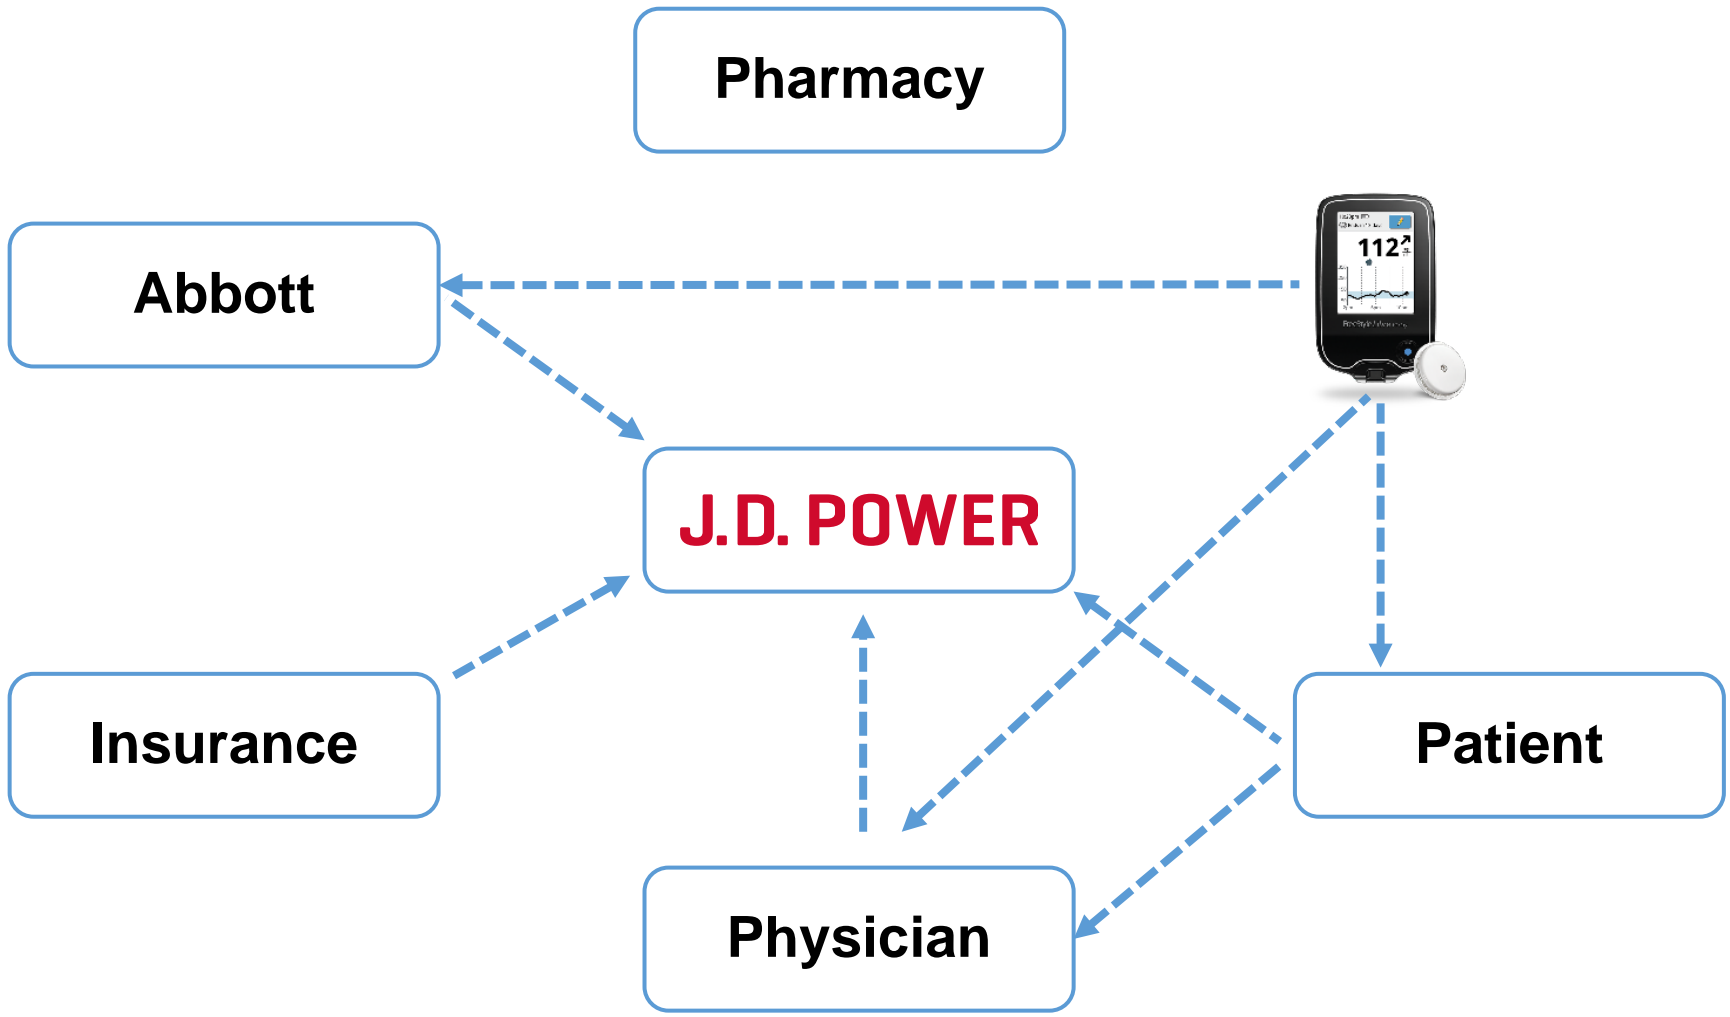 Pharmacy
Abbott
112
J.D. POWER
Insurance
Patient
Physician